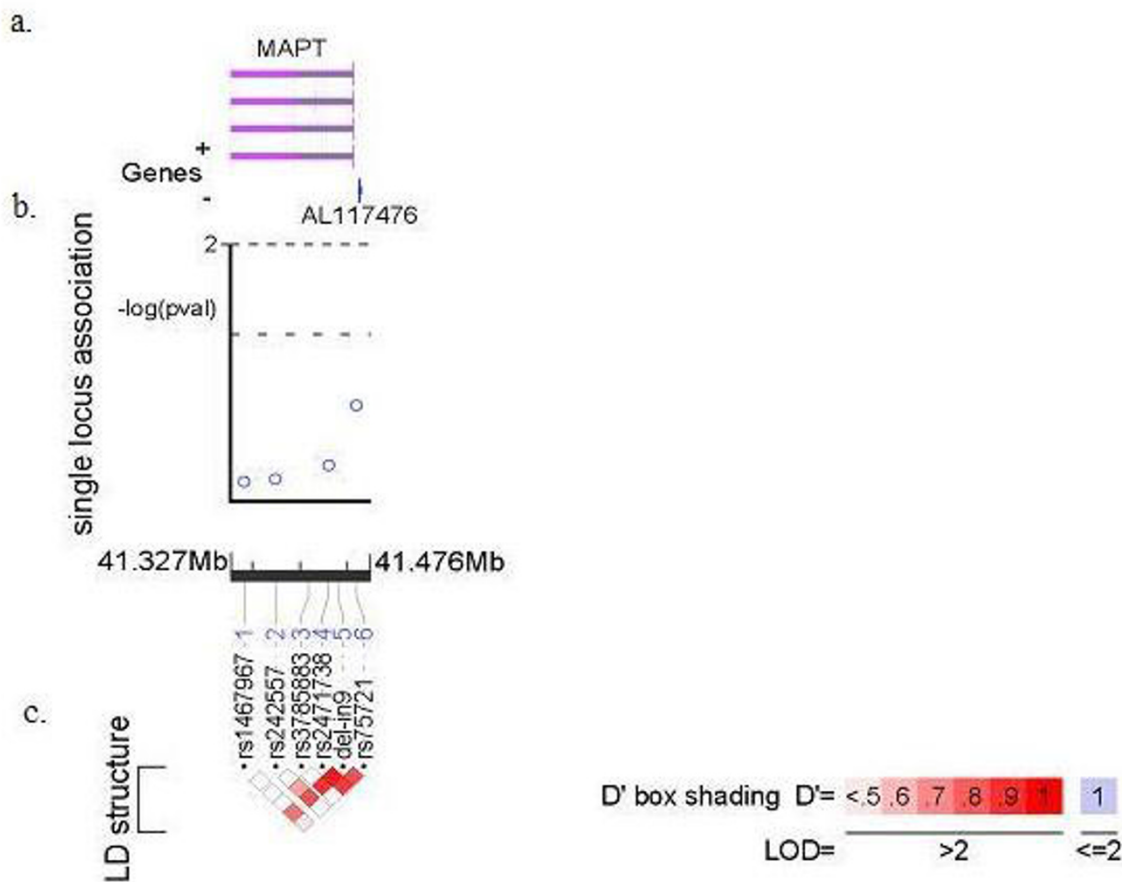 a.
MAPT
+
Genes
-
AL117476
b.
single locus association
2
-log(pval)
41.327Mb
41.476Mb
1
2
3
4
5
6
rs1467967
rs242557
rs3785883
rs2471738
del-in9
rs75721
c.
LD structure
D' box shading D'= <.5 .6 .7 .8 .9 1 1
LOD= >2 <=2